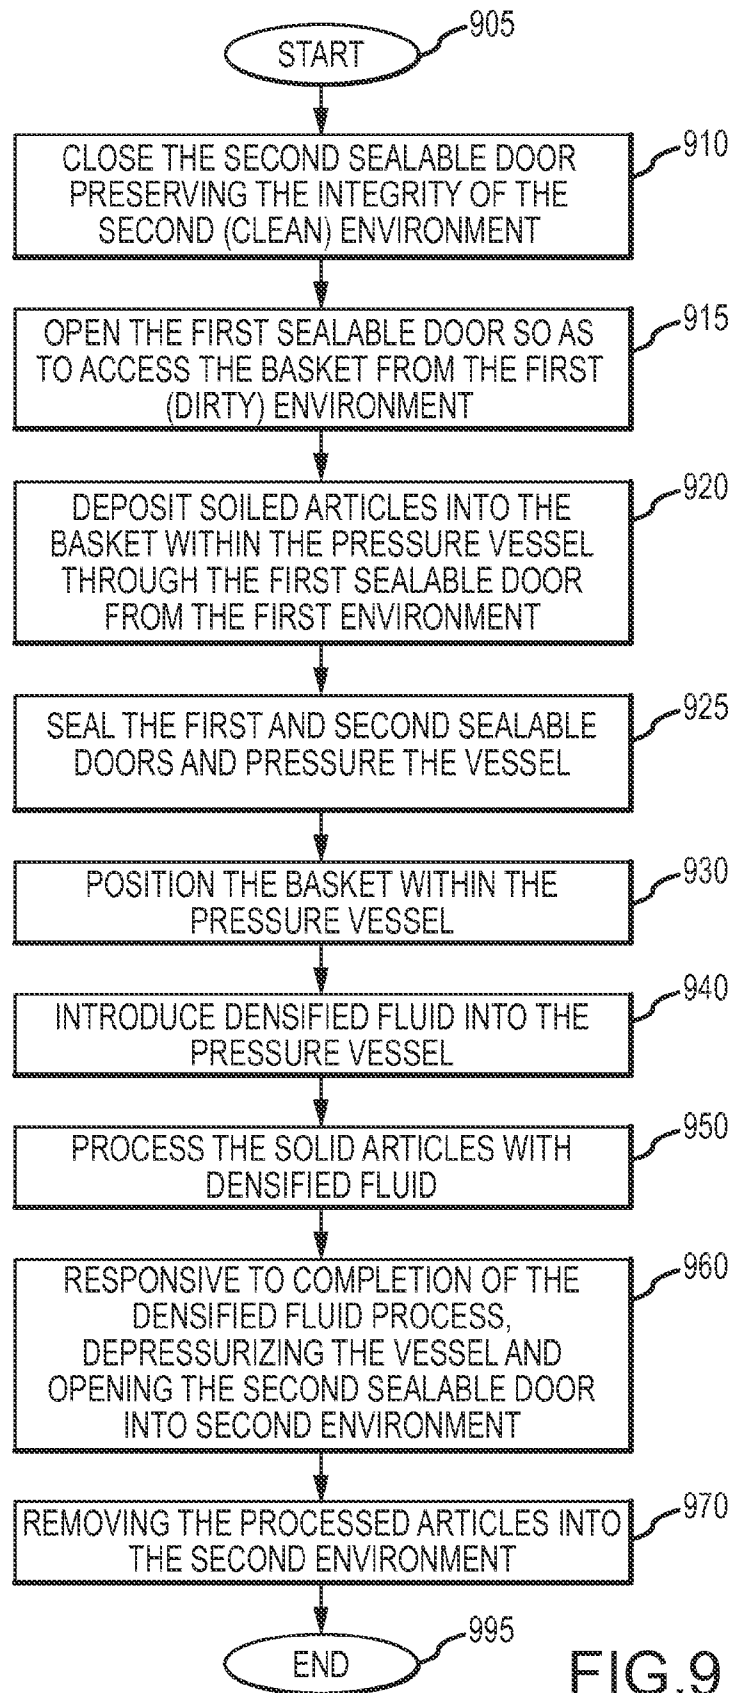 START
905
CLOSE THE SECOND SEALABLE DOOR
PRESERVING THE INTEGRITY OF THE
SECOND (CLEAN) ENVIRONMENT
910
OPEN THE FIRST SEALABLE DOOR SO AS
TO ACCESS THE BASKET FROM THE FIRST
(DIRTY) ENVIRONMENT
915
DEPOSIT SOILED ARTICLES INTO THE
BASKET WITHIN THE PRESSURE VESSEL
THROUGH THE FIRST SEALABLE DOOR
FROM THE FIRST ENVIRONMENT
920
SEAL THE FIRST AND SECOND SEALABLE
DOORS AND PRESSURE THE VESSEL
925
POSITION THE BASKET WITHIN THE
PRESSURE VESSEL
930
INTRODUCE DENSIFIED FLUID INTO THE
PRESSURE VESSEL
940
PROCESS THE SOLID ARTICLES WITH
DENSIFIED FLUID
950
RESPONSIVE TO COMPLETION OF THE
DENSIFIED FLUID PROCESS,
DEPRESSURIZING THE VESSEL AND
OPENING THE SECOND SEALABLE DOOR
INTO SECOND ENVIRONMENT
960
REMOVING THE PROCESSED ARTICLES INTO
THE SECOND ENVIRONMENT
970
END
995
FIG.9